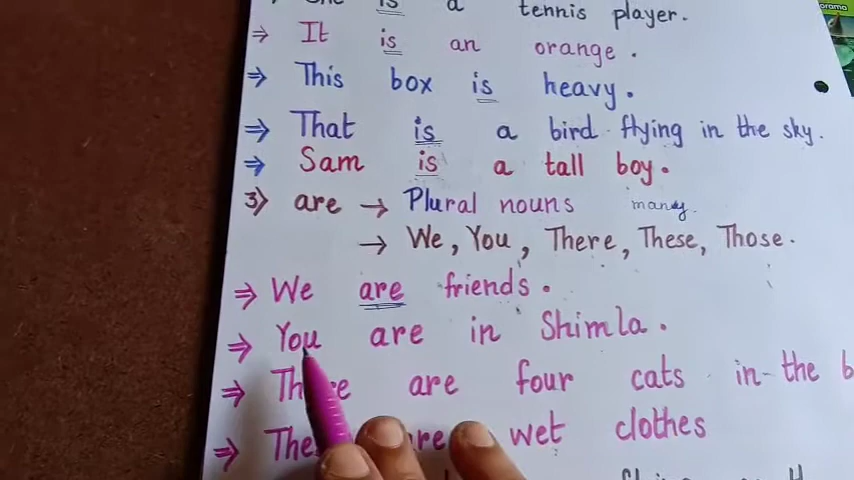 is a tennis player.
⇒ It is an orange.
⇒ This box is heavy.
⇒ That is a bird flying in the sky.
⇒ Sam is a tall boy.
3) are → Plural nouns many
→ We, You, There, These, Those.
⇒ We are friends.
⇒ You are in Shimla.
⇒ are four cats in the
⇒ wet clothes